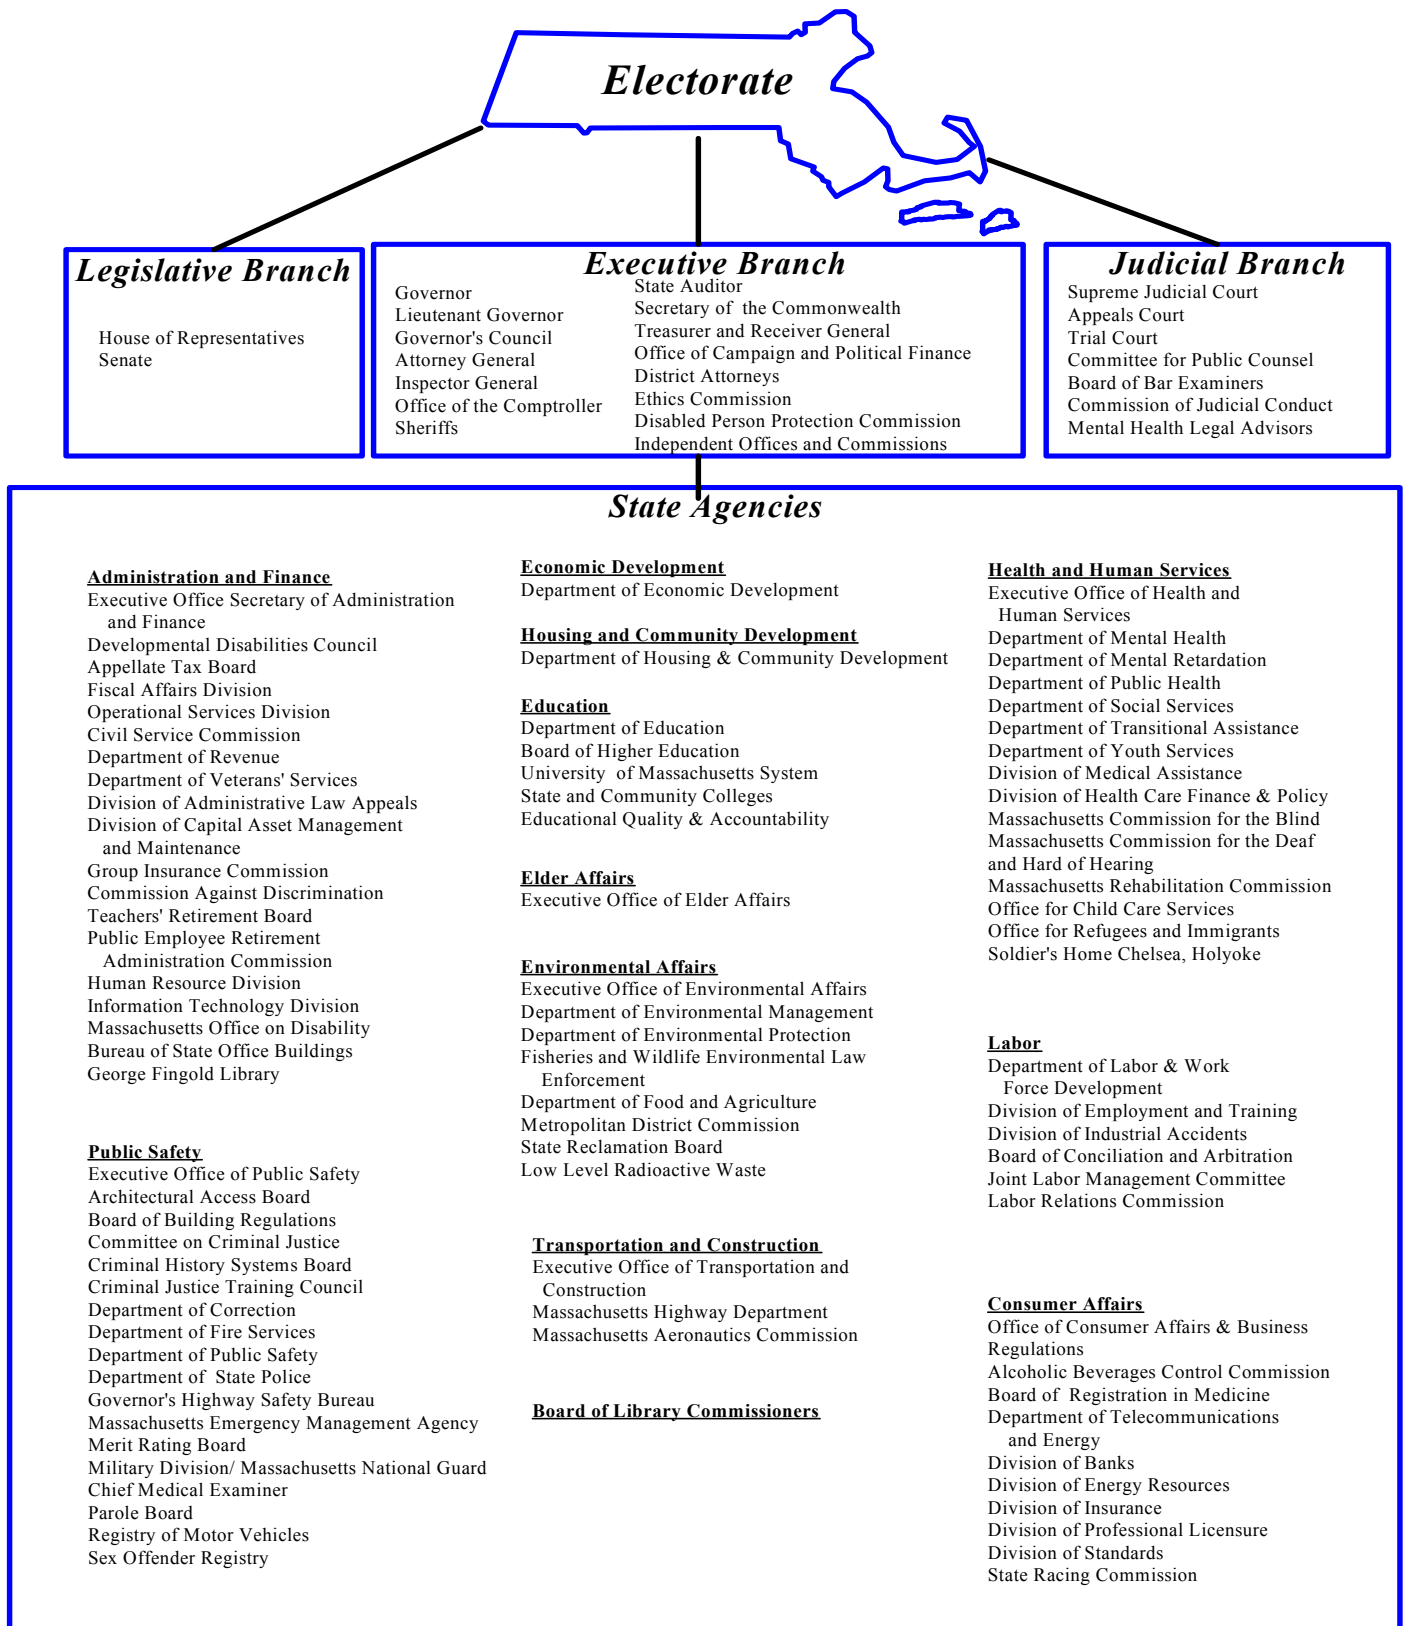 Electorate
Legislative Branch
House of Representatives
Senate
Executive Branch
Governor
Lieutenant Governor
Governor's Council
Attorney General
Inspector General
Office of the Comptroller
Sheriffs
State Auditor
Secretary of the Commonwealth
Treasurer and Receiver General
Office of Campaign and Political Finance
District Attorneys
Ethics Commission
Disabled Person Protection Commission
Independent Offices and Commissions
Judicial Branch
Supreme Judicial Court
Appeals Court
Trial Court
Committee for Public Counsel
Board of Bar Examiners
Commission of Judicial Conduct
Mental Health Legal Advisors
State Agencies
Administration and Finance
Executive Office Secretary of Administration
and Finance
Developmental Disabilities Council
Appellate Tax Board
Fiscal Affairs Division
Operational Services Division
Civil Service Commission
Department of Revenue
Department of Veterans' Services
Division of Administrative Law Appeals
Division of Capital Asset Management
and Maintenance
Group Insurance Commission
Commission Against Discrimination
Teachers' Retirement Board
Public Employee Retirement
Administration Commission
Human Resource Division
Information Technology Division
Massachusetts Office on Disability
Bureau of State Office Buildings
George Fingold Library
Public Safety
Executive Office of Public Safety
Architectural Access Board
Board of Building Regulations
Committee on Criminal Justice
Criminal History Systems Board
Criminal Justice Training Council
Department of Correction
Department of Fire Services
Department of Public Safety
Department of State Police
Governor's Highway Safety Bureau
Massachusetts Emergency Management Agency
Merit Rating Board
Military Division/ Massachusetts National Guard
Chief Medical Examiner
Parole Board
Registry of Motor Vehicles
Sex Offender Registry
Economic Development
Department of Economic Development
Housing and Community Development
Department of Housing & Community Development
Education
Department of Education
Board of Higher Education
University of Massachusetts System
State and Community Colleges
Educational Quality & Accountability
Elder Affairs
Executive Office of Elder Affairs
Environmental Affairs
Executive Office of Environmental Affairs
Department of Environmental Management
Department of Environmental Protection
Fisheries and Wildlife Environmental Law
Enforcement
Department of Food and Agriculture
Metropolitan District Commission
State Reclamation Board
Low Level Radioactive Waste
Transportation and Construction
Executive Office of Transportation and
Construction
Massachusetts Highway Department
Massachusetts Aeronautics Commission
Board of Library Commissioners
Health and Human Services
Executive Office of Health and
Human Services
Department of Mental Health
Department of Mental Retardation
Department of Public Health
Department of Social Services
Department of Transitional Assistance
Department of Youth Services
Division of Medical Assistance
Division of Health Care Finance & Policy
Massachusetts Commission for the Blind
Massachusetts Commission for the Deaf
and Hard of Hearing
Massachusetts Rehabilitation Commission
Office for Child Care Services
Office for Refugees and Immigrants
Soldier's Home Chelsea, Holyoke
Labor
Department of Labor & Work
Force Development
Division of Employment and Training
Division of Industrial Accidents
Board of Conciliation and Arbitration
Joint Labor Management Committee
Labor Relations Commission
Consumer Affairs
Office of Consumer Affairs & Business
Regulations
Alcoholic Beverages Control Commission
Board of Registration in Medicine
Department of Telecommunications
and Energy
Division of Banks
Division of Energy Resources
Division of Insurance
Division of Professional Licensure
Division of Standards
State Racing Commission